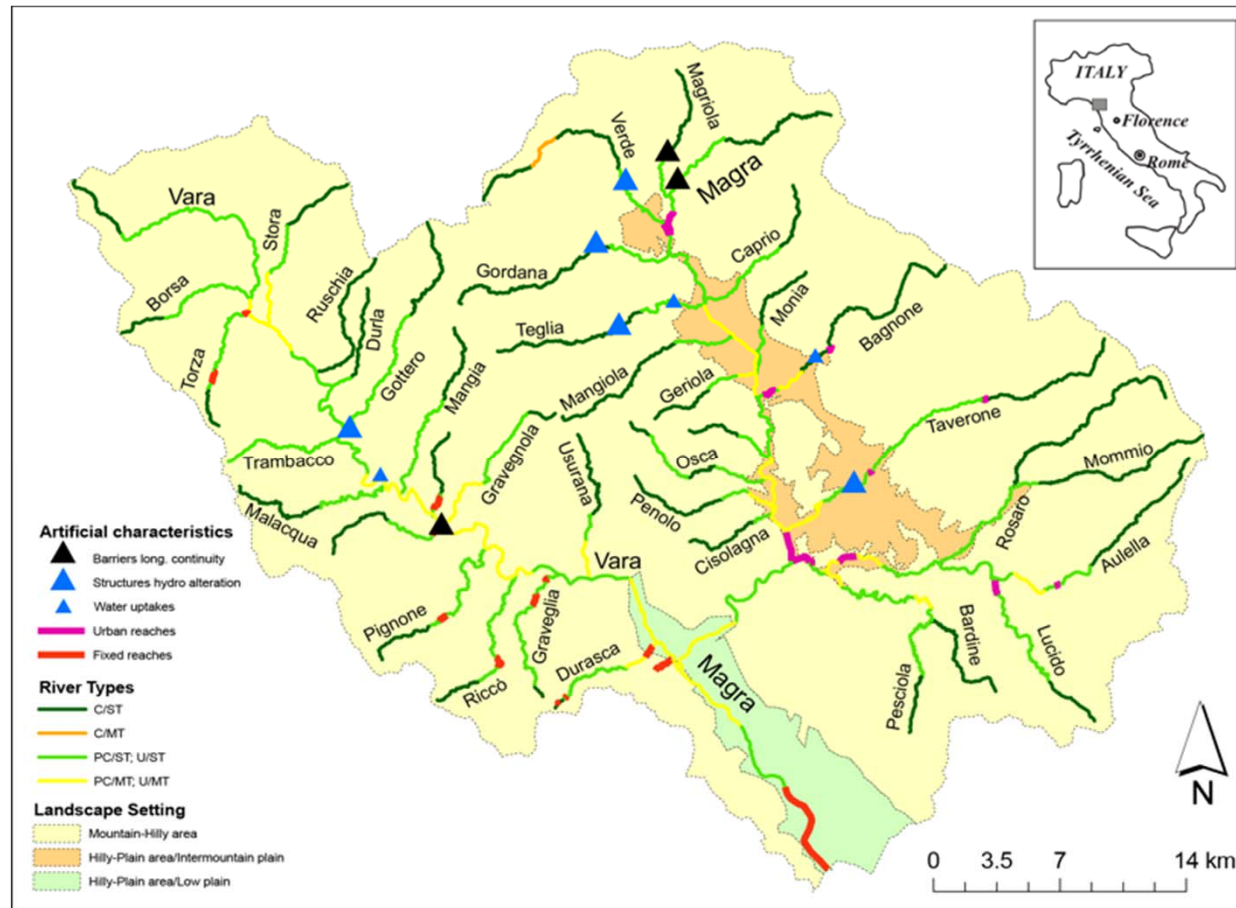 ITALY
Florence
Rome
Tyrrhenian Sea
Magriola
Verde
Magra
Vara
Stora
Borsa
Ruschia
Durla
Gottero
Torza
Gordana
Caprio
Teglia
Monia
Bagnone
Mangia
Mangiola
Geriola
Taverone
Trambacco
Gravegnola
Usurana
Osca
Mommio
Malacqua
Penolo
Rosaro
Cisolagna
Aulella
Vara
Pignone
Graveglia
Riccò
Durasca
Magra
Pesciola
Bardine
Lucido
Artificial characteristics
Barriers long. continuity
Structures hydro alteration
Water uptakes
Urban reaches
Fixed reaches
River Types
C/ST
C/MT
PC/ST; U/ST
PC/MT; U/MT
Landscape Setting
Mountain-Hilly area
Hilly-Plain area/Intermountain plain
Hilly-Plain area/Low plain
N
0 3.5 7 14 km